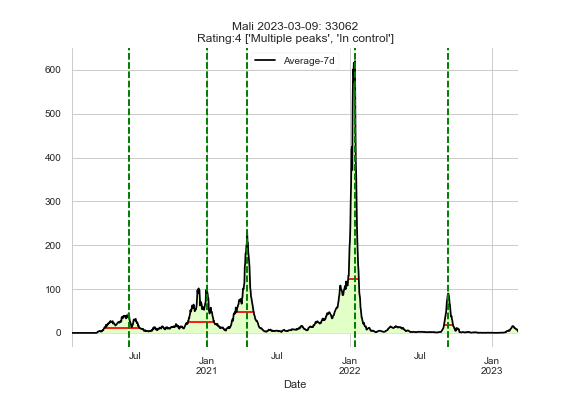 Mali 2023-03-09: 33062
Rating:4 ['Multiple peaks', 'In control']
Average-7d
600
500
400
300
200
100
0
Jul
Jan
2021
Jul
Jan
2022
Jul
Jan
2023
Date